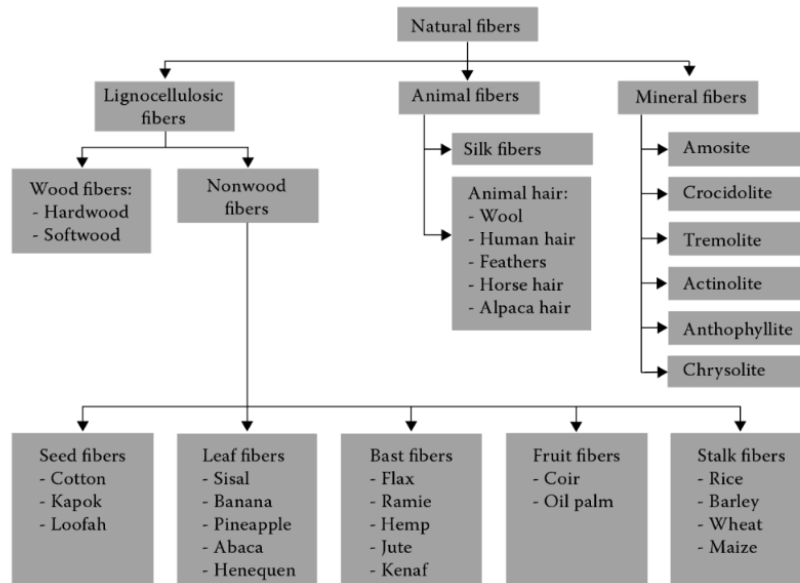 Natural fibers
Lignocellulosic
fibers
Animal fibers
Mineral fibers
Wood fibers:
- Hardwood
- Softwood
Nonwood
fibers
Silk fibers
Animal hair:
- Wool
- Human hair
- Feathers
- Horse hair
- Alpaca hair
Amosite
Crocidolite
Tremolite
Actinolite
Anthophyllite
Chrysolite
Seed fibers
- Cotton
- Kapok
- Loofah
Leaf fibers
- Sisal
- Banana
- Pineapple
- Abaca
- Henequen
Bast fibers
- Flax
- Ramie
- Hemp
- Jute
- Kenaf
Fruit fibers
- Coir
- Oil palm
Stalk fibers
- Rice
- Barley
- Wheat
- Maize